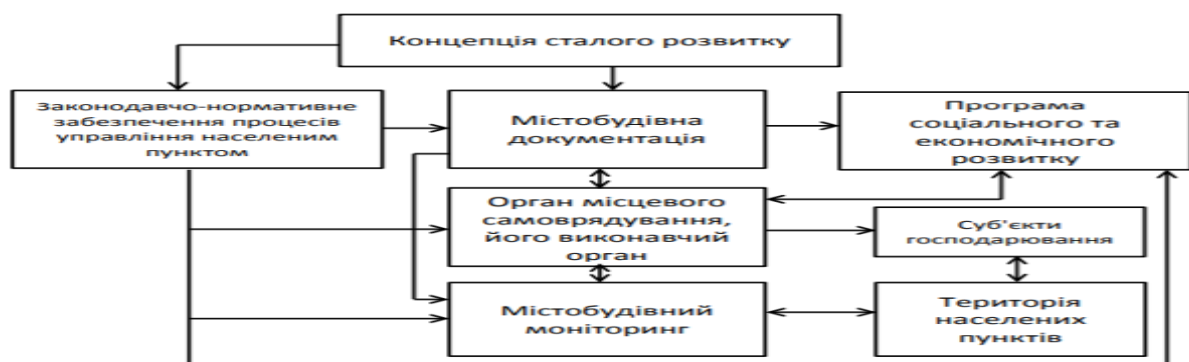 Концепція сталого розвитку
Законодавчо-нормативне
забезпечення процесів
управління населеним
пунктом
Містобудівна
документація
Програма
соціального та
економічного
розвитку
Орган місцевого
самоврядування,
його виконавчий
орган
Суб'єкти
господарювання
Містобудівний
моніторинг
Територія
населених
пунктів